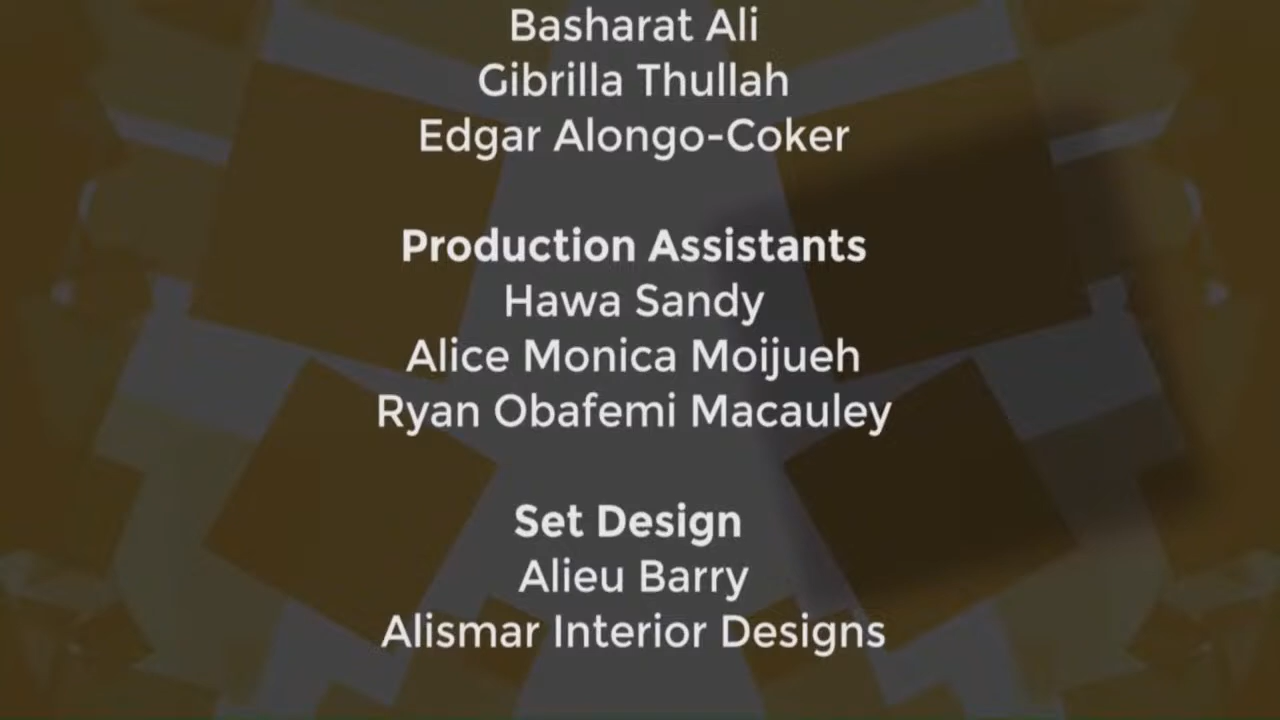 Basharat Ali
Gibrilla Thullah
Edgar Alongo-Coker
Production Assistants
Hawa Sandy
Alice Monica Moijueh
Ryan Obafemi Macauley
Set Design
Alieu Barry
Alismar Interior Designs